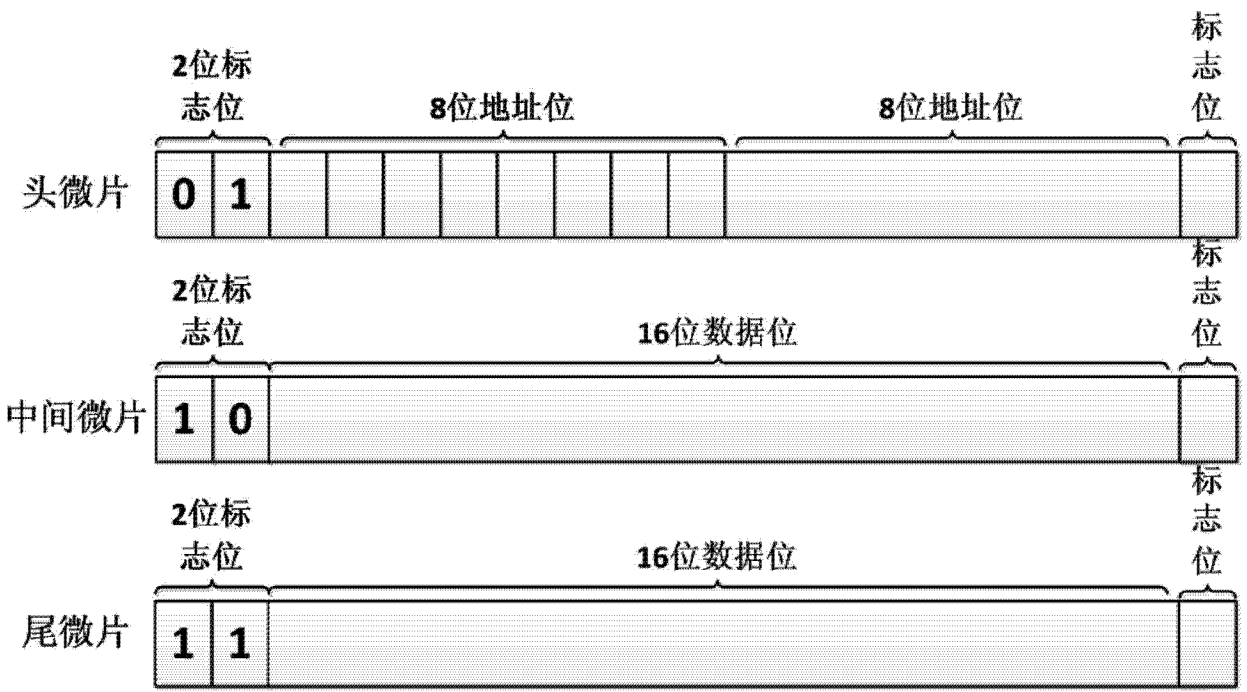 2位标
志位
8位地址位
8位地址位
标
志
位
头微片
0 1
2位标
志位
16位数据位
标
志
位
中间微片
1 0
2位标
志位
16位数据位
标
志
位
尾微片
1 1